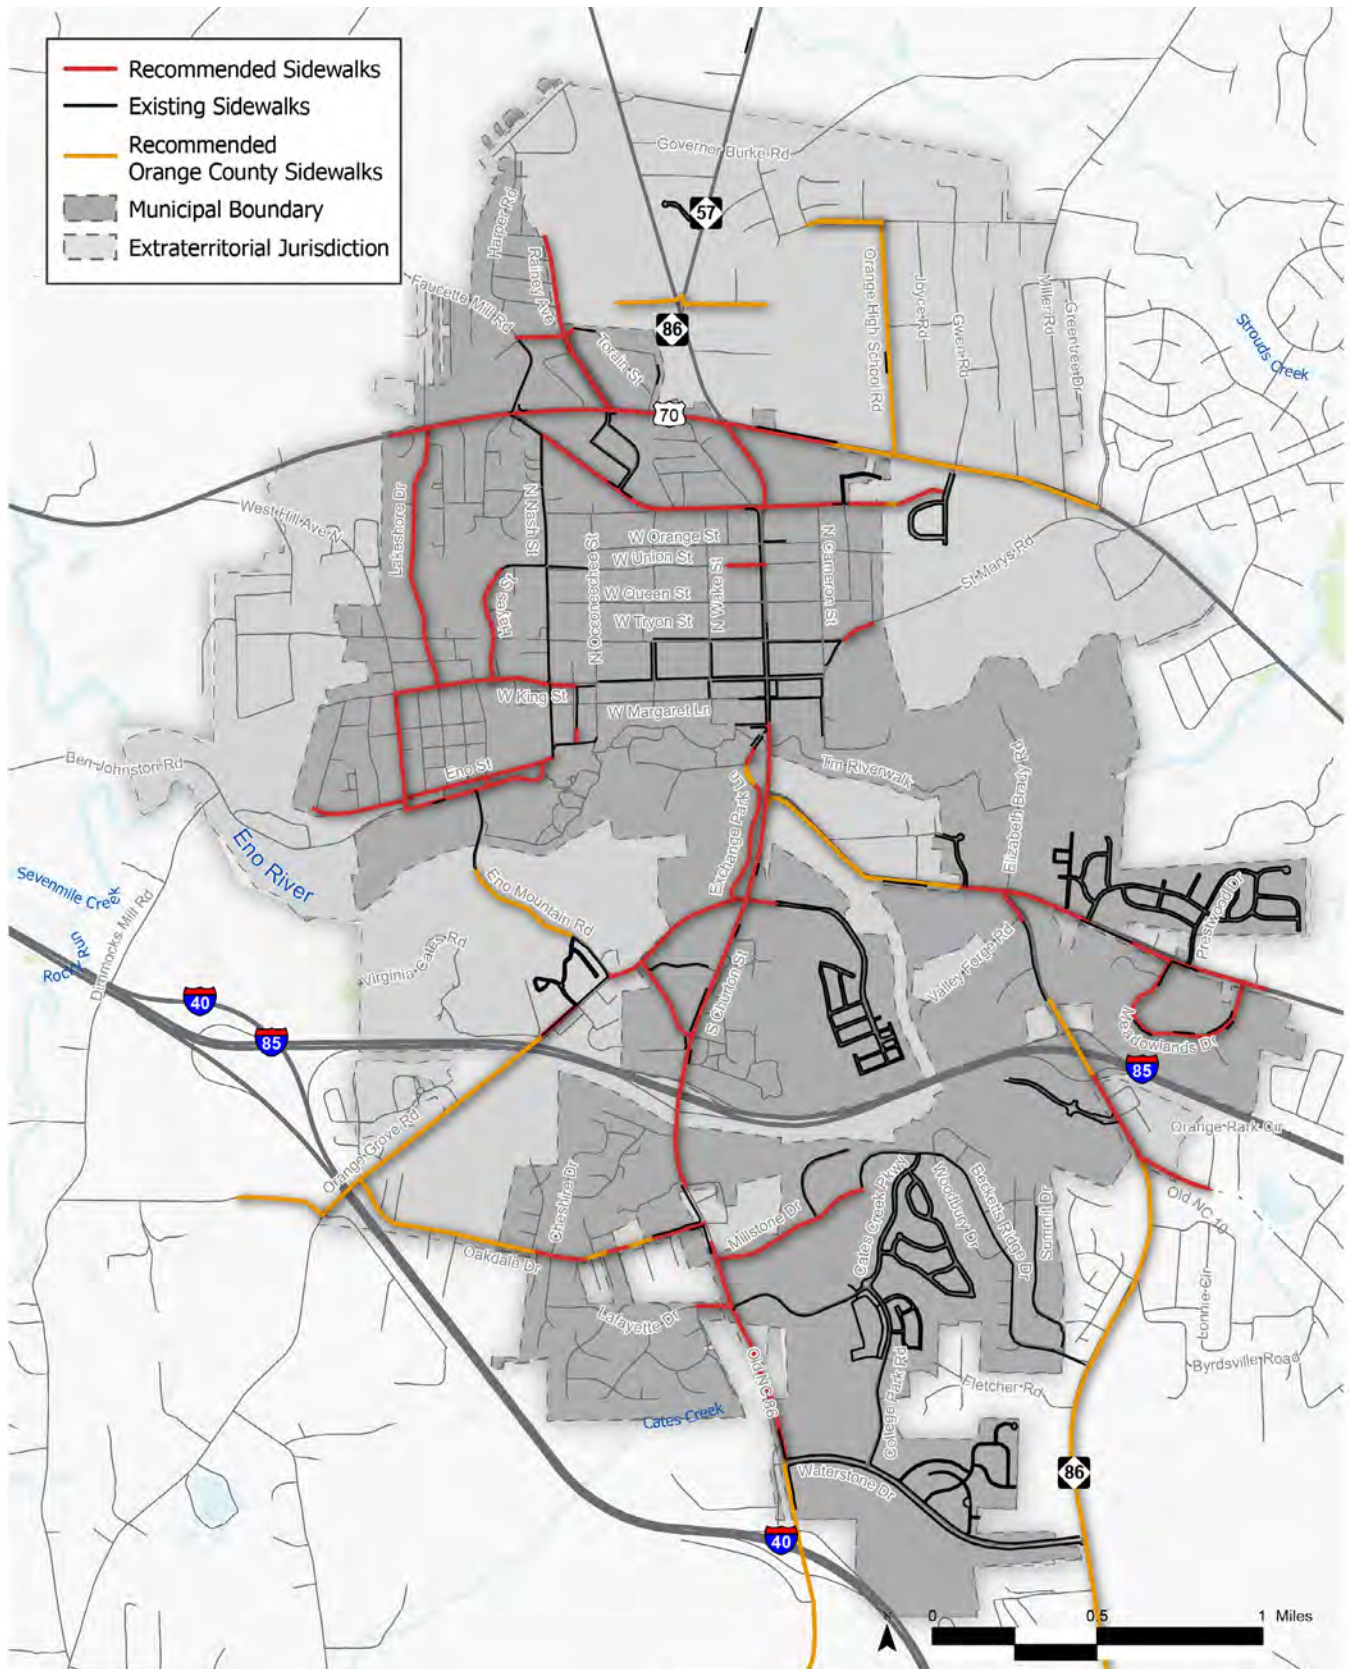 Recommended Sidewalks
Existing Sidewalks
Recommended
Orange County Sidewalks
Municipal Boundary
Extraterritorial Jurisdiction
Governor Burke Rd
57
Harper Rd
Rainey Ave
Faucette Mill Rd
Torain St
86
70
Orange High School Rd
Joyce Rd
Gwen Rd
Miller Rd
Greentree Dr
Strouds Creek
West Hill Ave N
Lakeshore Dr
N Nash St
Hayes St
N Occoneechee St
W Orange St
W Union St
W Queen St
W Tryon St
N Wake St
N Cameron St
St Marys Rd
W King St
W Margaret Ln
Ben Johnston Rd
Eno St
Trn Riverwalk
Exchange Park Ln
Elizabeth Brady Rd
Eno River
Sevenmile Creek
Rocky Run
Dimmocks Mill Rd
Eno Mountain Rd
Virginia Cates Rd
S Churton St
Valley Forge Rd
Prestwood Dr
Meadowlands Dr
40
85
85
Orange Grove Rd
Orange Park Cir
Old NC 10
Cheshire Dr
Oakdale Dr
Millstone Dr
Cates Creek Pkwy
Woodbury Dr
Becketts Ridge Dr
Summit Dr
Lafayette Dr
Old NC 86
Lonnie Cir
Byrdsville Road
Fletcher Rd
College Park Rd
Cates Creek
Waterstone Dr
86
40
N
0 0.5 1 Miles